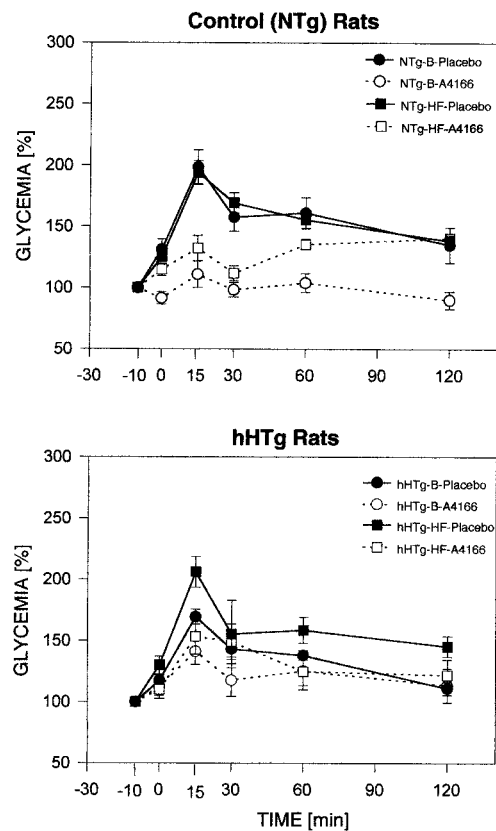 Control (NTg) Rats
300
250
200
150
100
50
GLYCEMIA [%]
NTg-B-Placebo
NTg-B-A4166
NTg-HF-Placebo
NTg-HF-A4166
-30 -10 0 15 30 60 90 120
hHTg Rats
300
250
200
150
100
50
GLYCEMIA [%]
hHTg-B-Placebo
hHTg-B-A4166
hHTg-HF-Placebo
hHTg-HF-A4166
-30 -10 0 15 30 60 90 120
TIME [min]